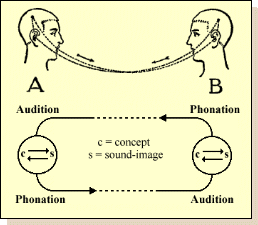 A B
Audition Phonation
c = concept
s = sound-image
c s c s
Phonation Audition